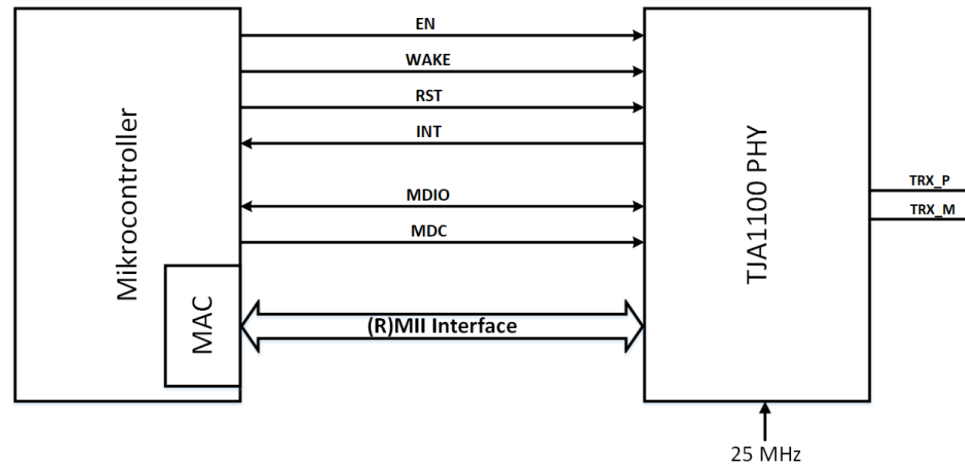 EN
WAKE
RST
INT
MDIO
MDC
(R)MII Interface
Mikrocontroller
MAC
TJA1100 PHY
TRX_P
TRX_M
25 MHz